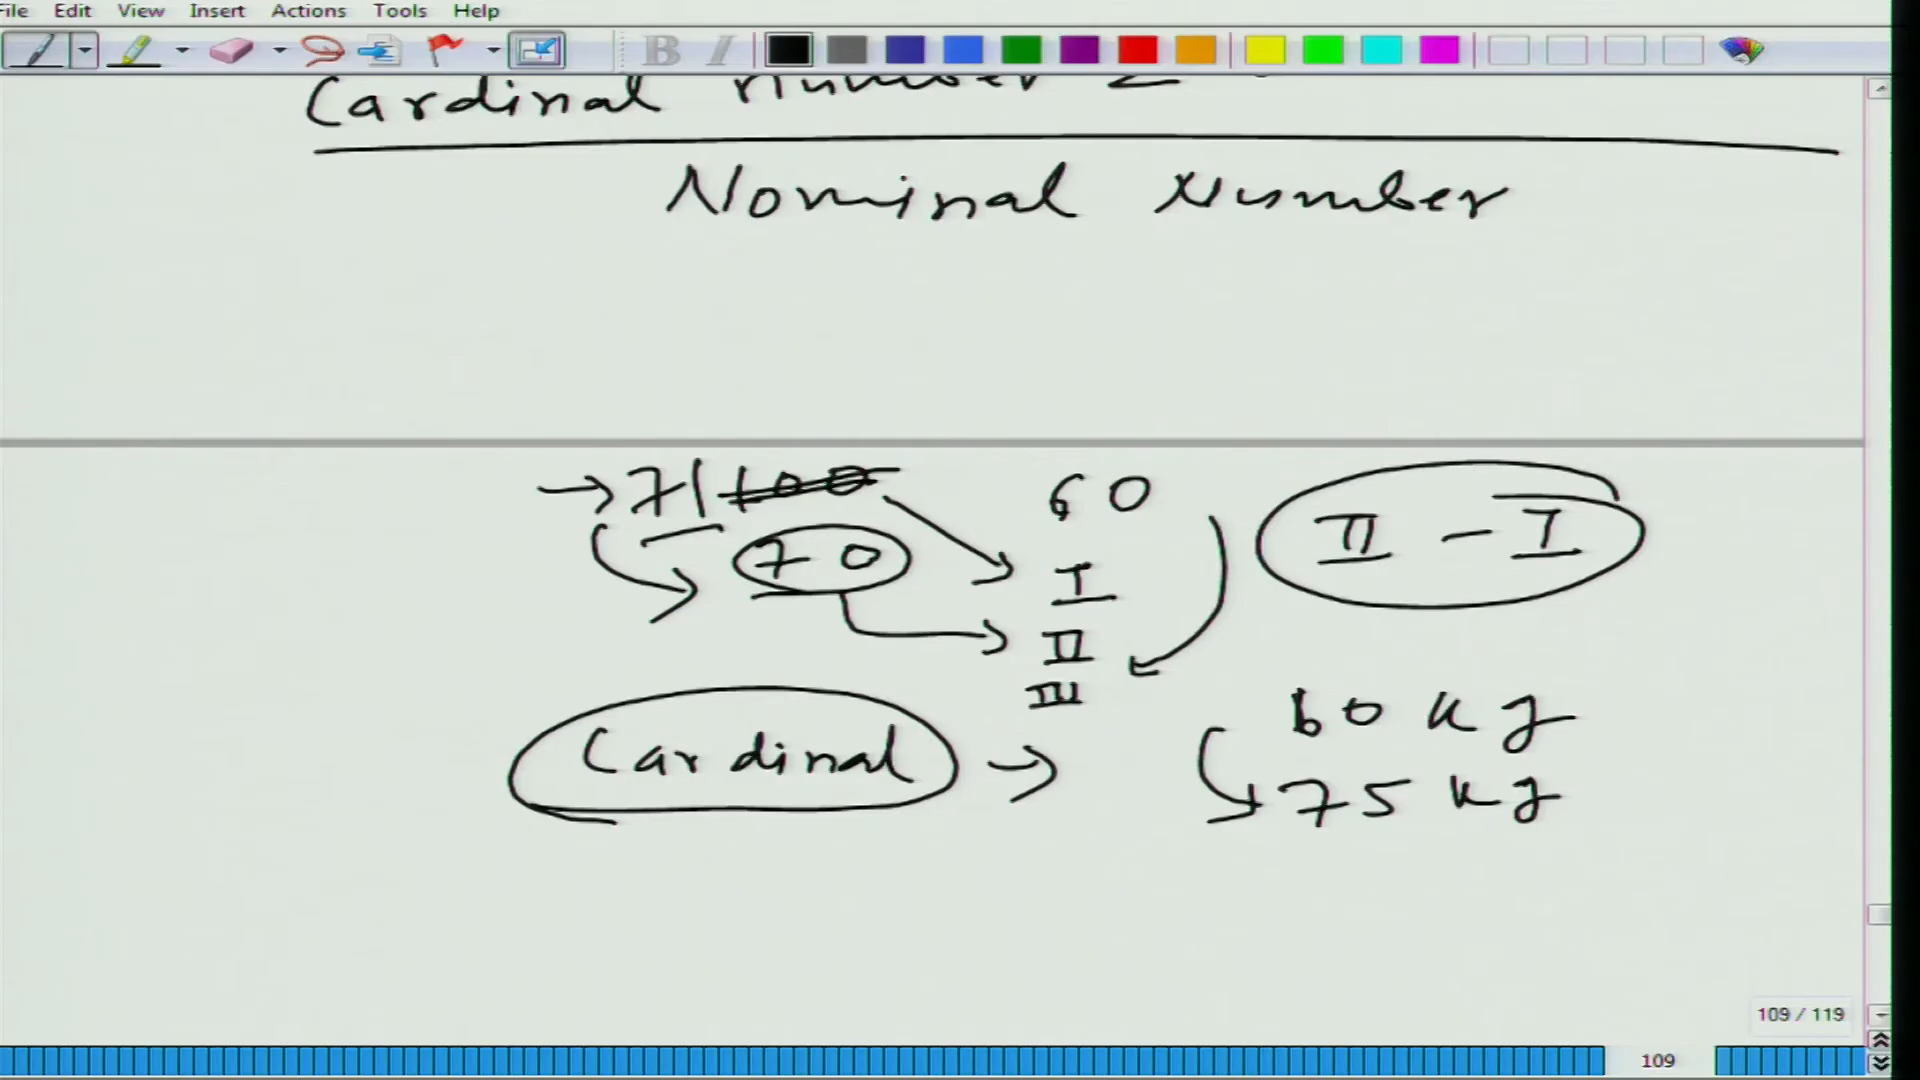 File Edit View Insert Actions Tools Help
B I
Cardinal Number
Nominal Number
→ 71 100 60
70 I II - I
II
III
Cardinal → 60 kg
75 kg
109 / 119
109